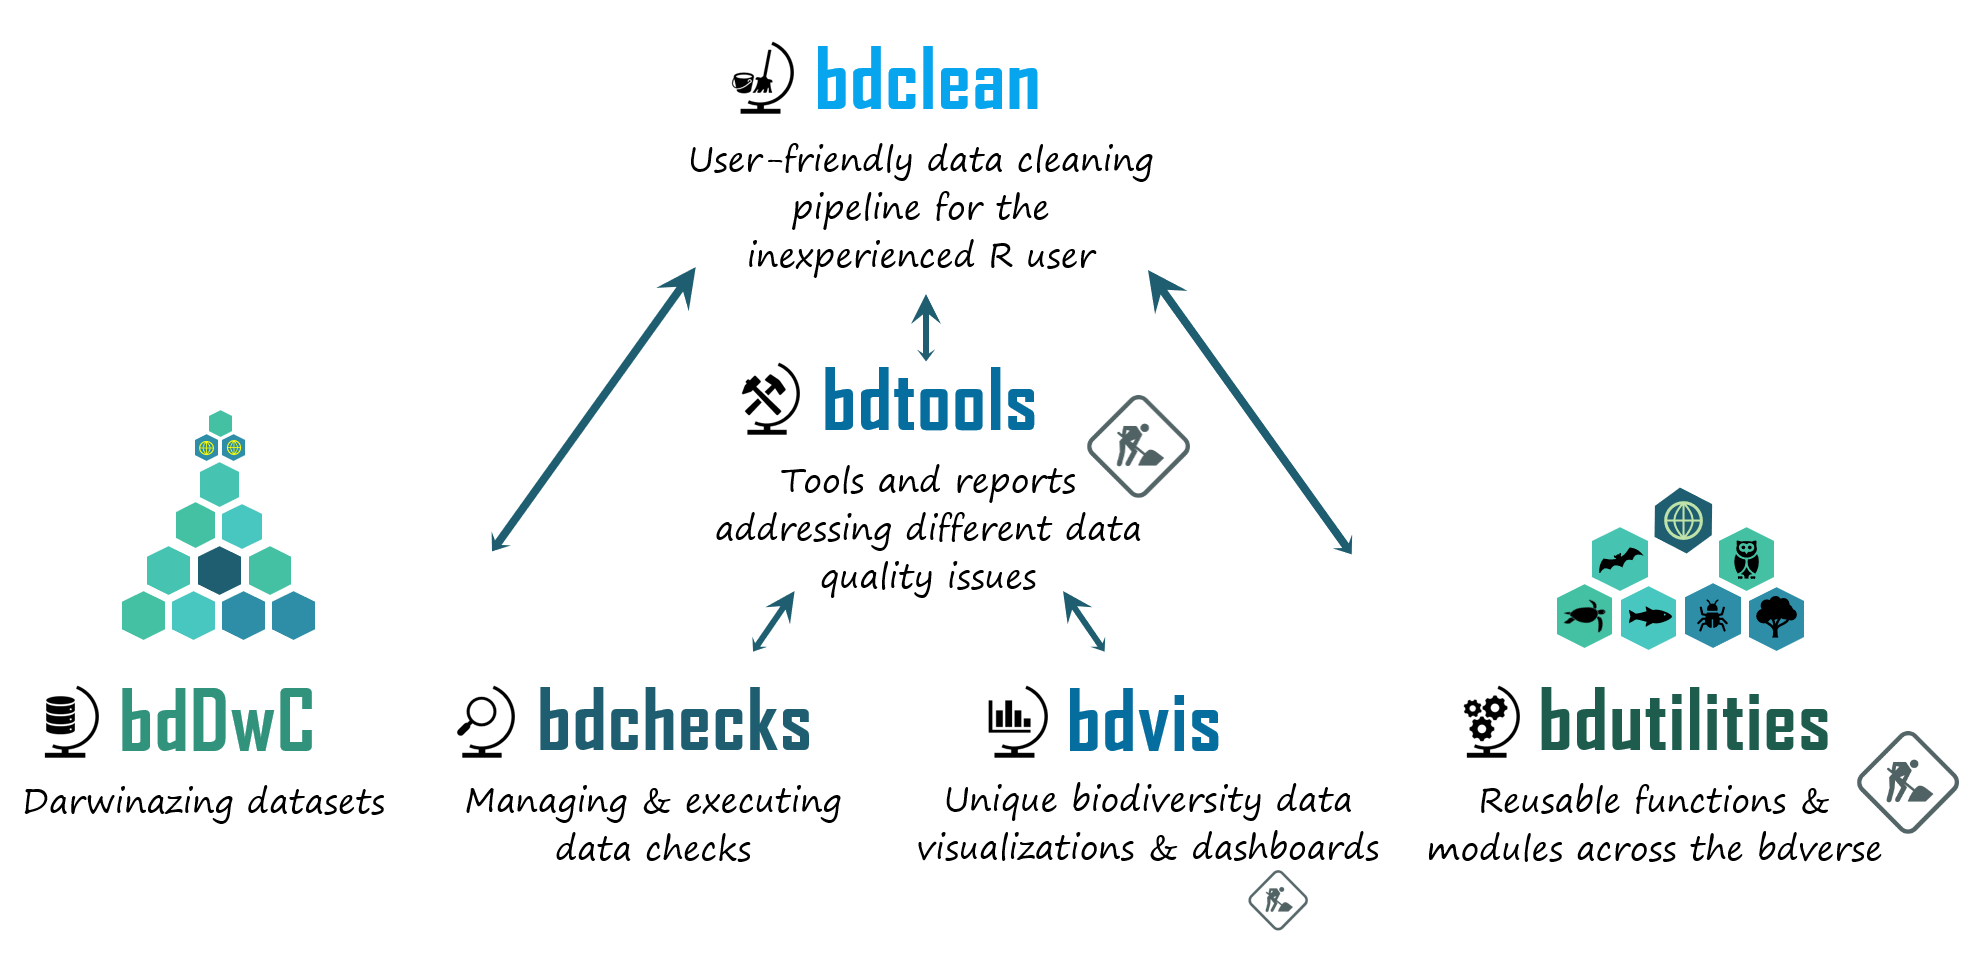 bdclean
User-friendly data cleaning
pipeline for the
inexperienced R user
bdtools
Tools and reports
addressing different data
quality issues
bdDwC
Darwinazing datasets
bdchecks
Managing & executing
data checks
bdvis
Unique biodiversity data
visualizations & dashboards
bdutilities
Reusable functions &
modules across the bdverse